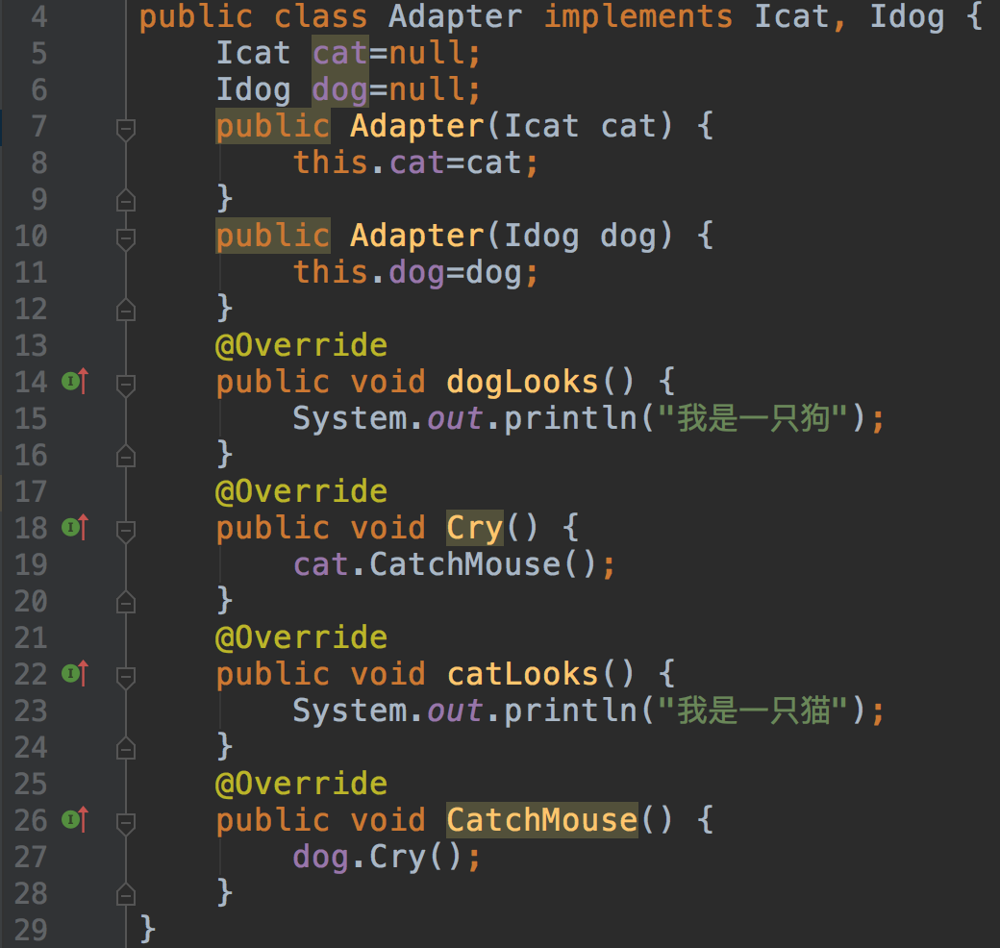 4 public class Adapter implements Icat, Idog {
5 Icat cat=null;
6 Idog dog=null;
7 public Adapter(Icat cat) {
8 this.cat=cat;
9 }
10 public Adapter(Idog dog) {
11 this.dog=dog;
12 }
13 @Override
14 public void dogLooks() {
15 System.out.println("我是一只狗");
16 }
17 @Override
18 public void Cry() {
19 cat.CatchMouse();
20 }
21 @Override
22 public void catLooks() {
23 System.out.println("我是一只猫");
24 }
25 @Override
26 public void CatchMouse() {
27 dog.Cry();
28 }
29 }